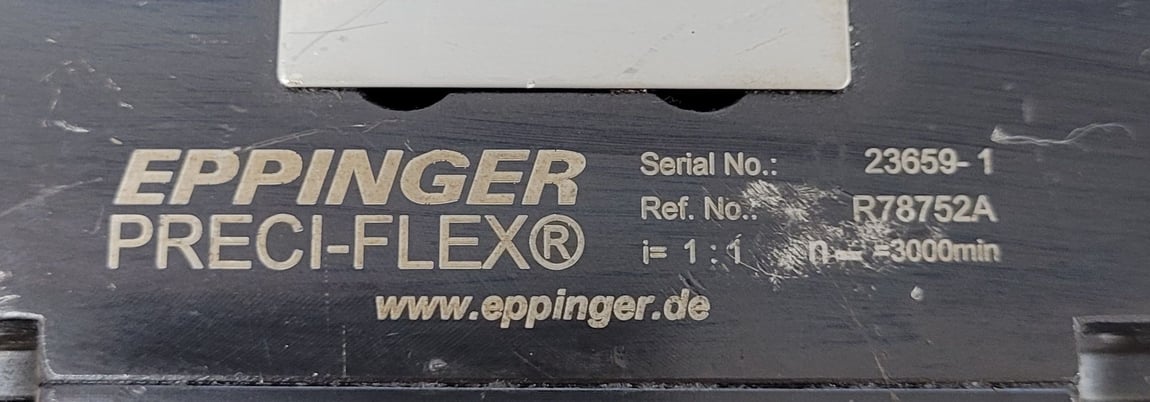 EPPINGER
PRECI-FLEX®
Serial No.: 23659-1
Ref. No.: R78752A
i= 1 : 1 n =3000min
www.eppinger.de